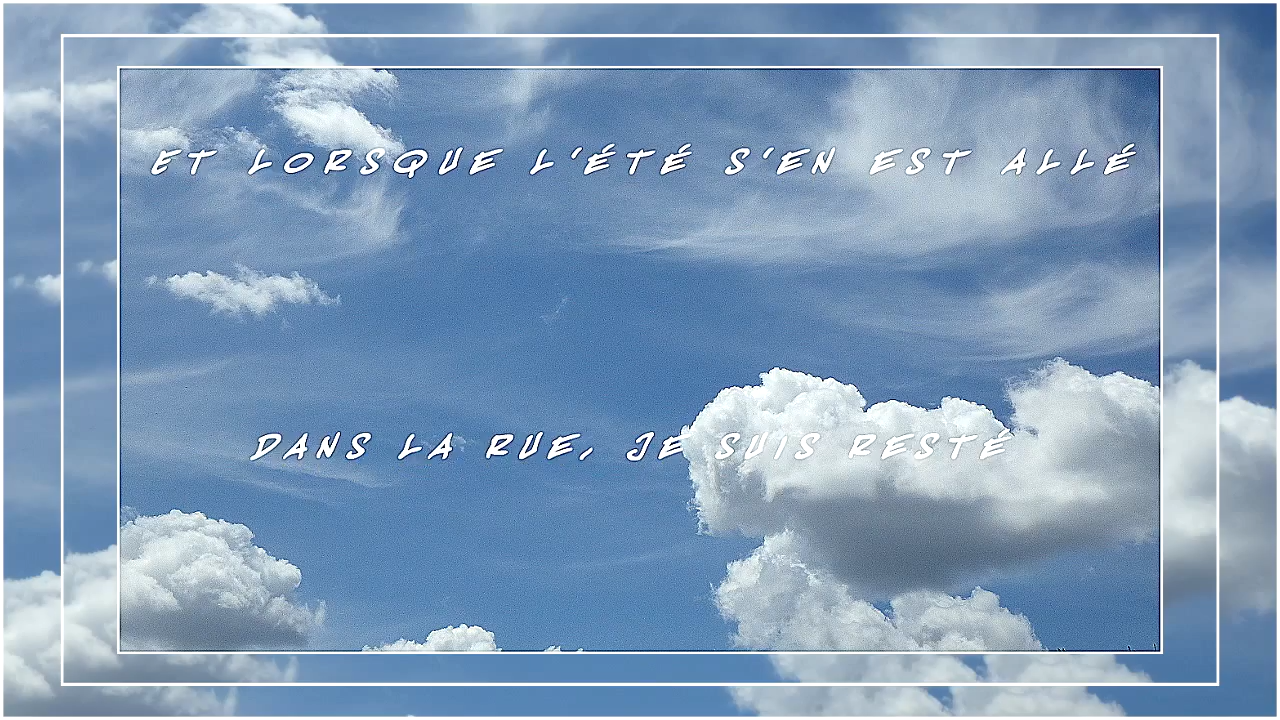 ET LORSQUE L'ÉTÉ S'EN EST ALLÉ
DANS LA RUE, JE SUIS RESTÉ